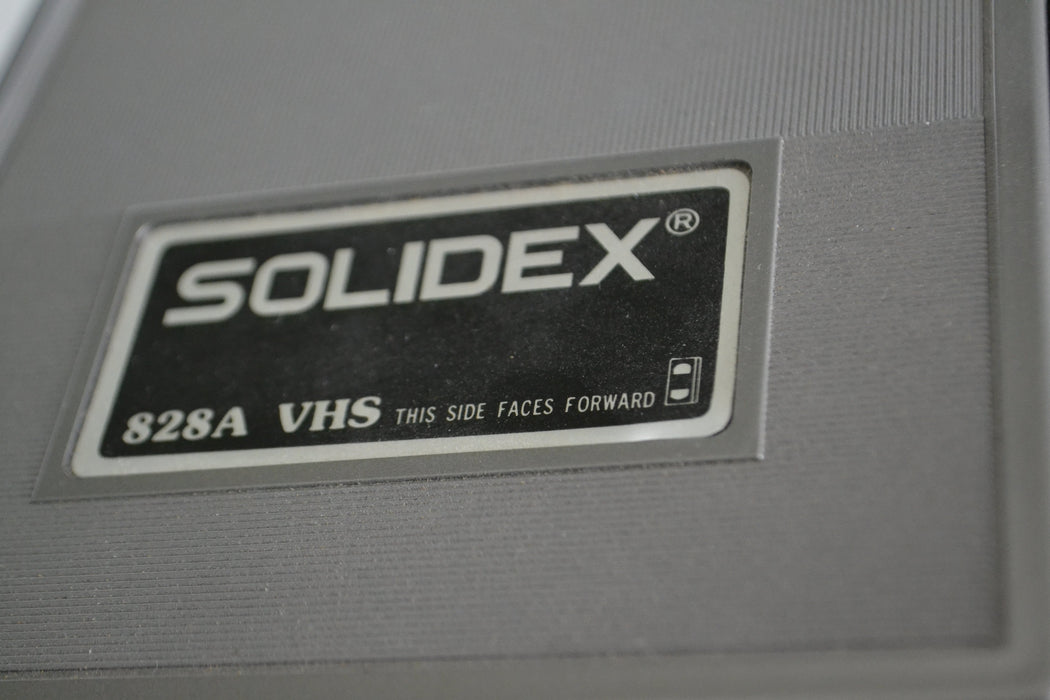 SOLIDEX®
828A VHS THIS SIDE FACES FORWARD